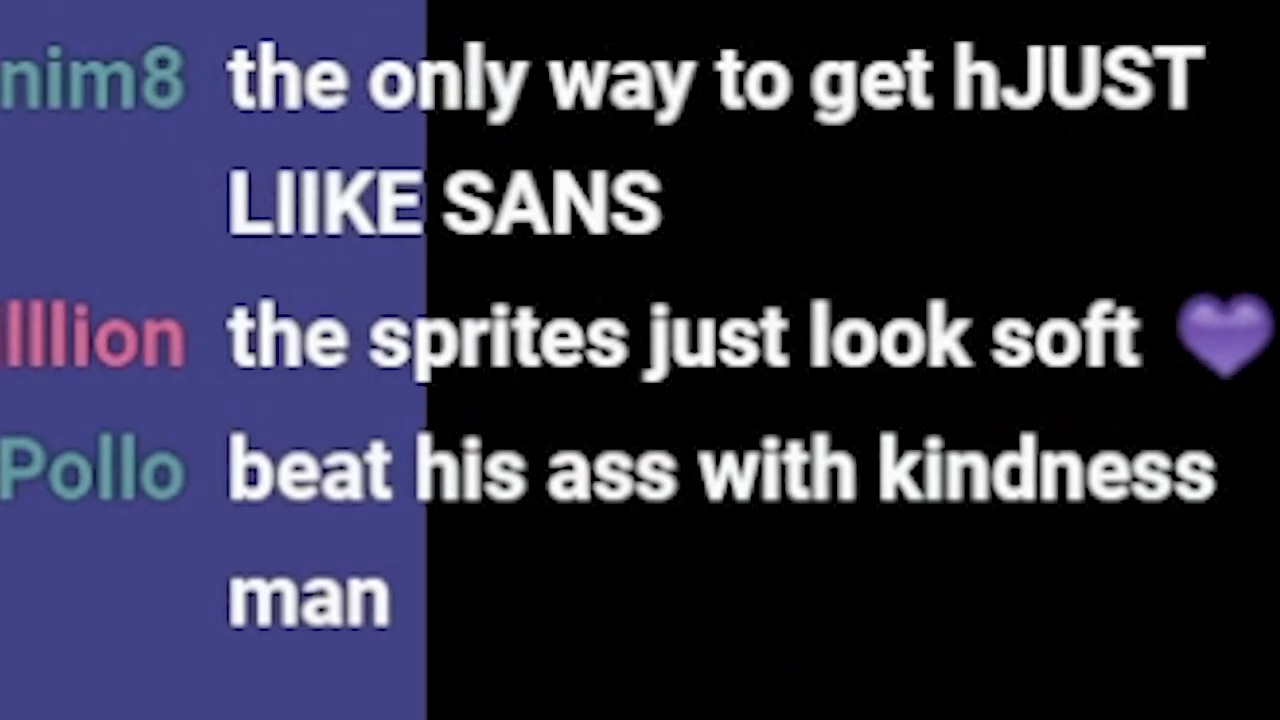 nim8 the only way to get hJUST
LIIKE SANS
lllion the sprites just look soft 💜
Pollo beat his ass with kindness
man